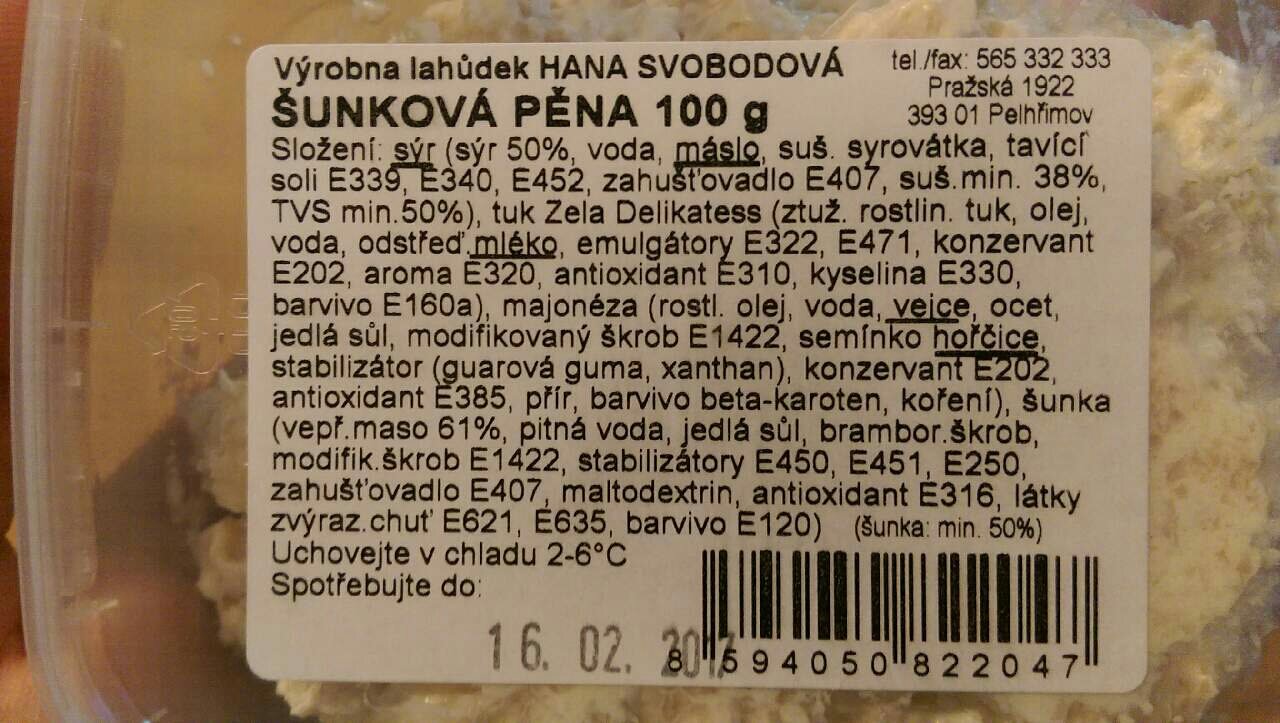 Výrobna lahůdek HANA SVOBODOVÁ
tel./fax: 565 332 333
Pražská 1922
393 01 Pelhřimov
ŠUNKOVÁ PĚNA 100 g
Složení: sýr (sýr 50%, voda, máslo, suš. syrovátka, tavící
soli E339, E340, E452, zahušťovadlo E407, suš.min. 38%,
TVS min.50%), tuk Zela Delikatess (ztuž. rostlin. tuk, olej,
voda, odstřeď.mléko, emulgátory E322, E471, konzervant
E202, aroma E320, antioxidant E310, kyselina E330,
barvivo E160a), majonéza (rostl. olej, voda, vejce, ocet,
jedlá sůl, modifikovaný škrob E1422, semínko hořčice,
stabilizátor (guarová guma, xanthan), konzervant E202,
antioxidant E385, přír, barvivo beta-karoten, koření), šunka
(vepř.maso 61%, pitná voda, jedlá sůl, brambor.škrob,
modifik.škrob E1422, stabilizátory E450, E451, E250,
zahušťovadlo E407, maltodextrin, antioxidant E316, látky
zvýraz.chuť E621, E635, barvivo E120) (šunka: min. 50%)
Uchovejte v chladu 2-6°C
Spotřebujte do:
16. 02.
8 594050 822047